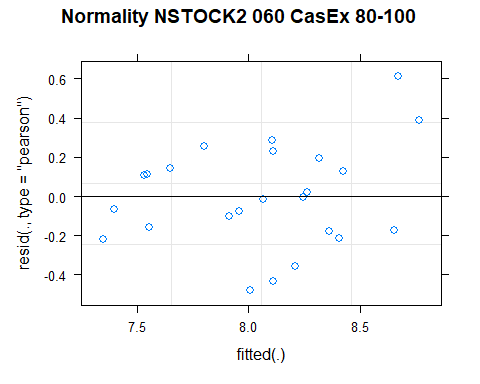 Normality NSTOCK2 060 CasEx 80-100
resid(., type = "pearson")
0.6
0.4
0.2
0.0
-0.2
-0.4
7.5 8.0 8.5
fitted(.)